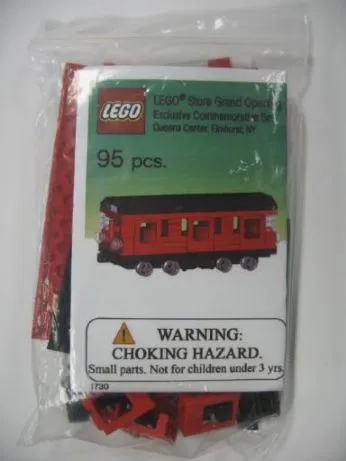 LEGO
LEGO® Store Grand Opening
Exclusive Commemorative Set
Queens Center, Elmhurst, NY
95 pcs.
WARNING:
CHOKING HAZARD.
Small parts. Not for children under 3 yrs.
1730